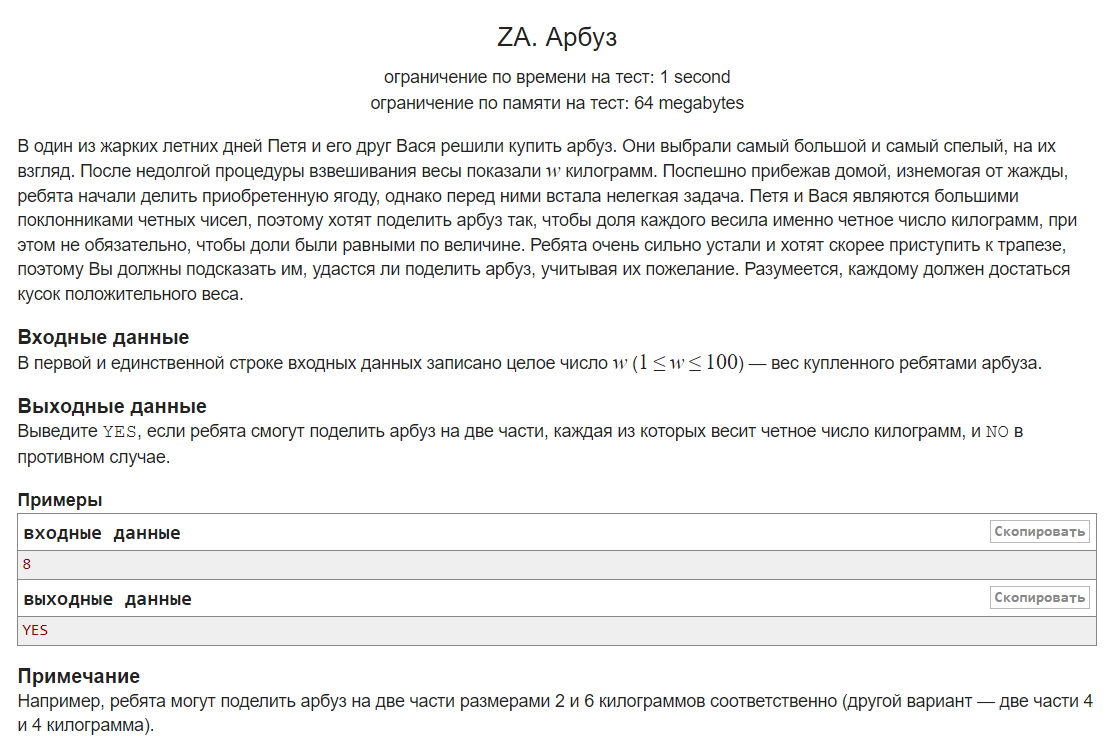 ZA. Арбуз
ограничение по времени на тест: 1 second
ограничение по памяти на тест: 64 megabytes
В один из жарких летних дней Петя и его друг Вася решили купить арбуз. Они выбрали самый большой и самый спелый, на их
взгляд. После недолгой процедуры взвешивания весы показали w килограмм. Поспешно прибежав домой, изнемогая от жажды,
ребята начали делить приобретенную ягоду, однако перед ними встала нелегкая задача. Петя и Вася являются большими
поклонниками четных чисел, поэтому хотят поделить арбуз так, чтобы доля каждого весила именно четное число килограмм, при
этом не обязательно, чтобы доли были равными по величине. Ребята очень сильно устали и хотят скорее приступить к трапезе,
поэтому Вы должны подсказать им, удастся ли поделить арбуз, учитывая их пожелание. Разумеется, каждому должен достаться
кусок положительного веса.
Входные данные
В первой и единственной строке входных данных записано целое число w (1 ≤ w ≤ 100) — вес купленного ребятами арбуза.
Выходные данные
Выведите YES, если ребята смогут поделить арбуз на две части, каждая из которых весит четное число килограмм, и NO в
противном случае.
Примеры
входные данные Скопировать
8
выходные данные Скопировать
YES
Примечание
Например, ребята могут поделить арбуз на две части размерами 2 и 6 килограммов соответственно (другой вариант — две части 4
и 4 килограмма).